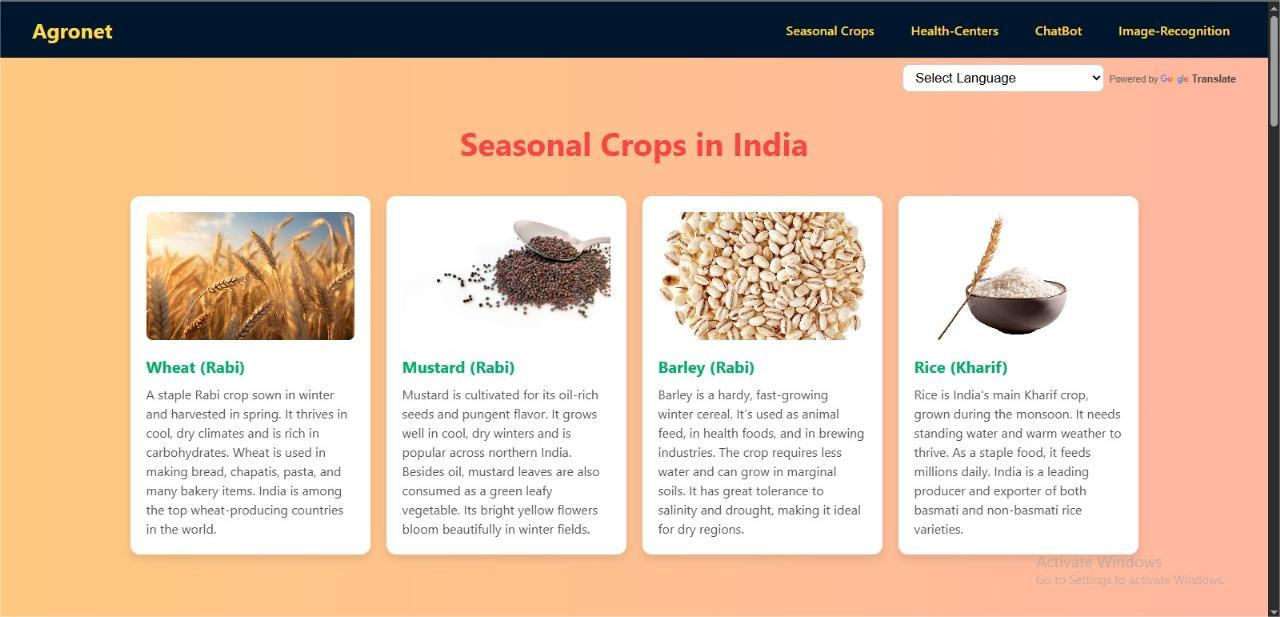 Agronet
Seasonal Crops
Health-Centers
ChatBot
Image-Recognition
Select Language
Powered by Google Translate
Seasonal Crops in India
Wheat (Rabi)
A staple Rabi crop sown in winter
and harvested in spring. It thrives in
cool, dry climates and is rich in
carbohydrates. Wheat is used in
making bread, chapatis, pasta, and
many bakery items. India is among
the top wheat-producing countries
in the world.
Mustard (Rabi)
Mustard is cultivated for its oil-rich
seeds and pungent flavor. It grows
well in cool, dry winters and is
popular across northern India.
Besides oil, mustard leaves are also
consumed as a green leafy
vegetable. Its bright yellow flowers
bloom beautifully in winter fields.
Barley (Rabi)
Barley is a hardy, fast-growing
winter cereal. It's used as animal
feed, in health foods, and in brewing
industries. The crop requires less
water and can grow in marginal
soils. It has great tolerance to
salinity and drought, making it ideal
for dry regions.
Rice (Kharif)
Rice is India's main Kharif crop,
grown during the monsoon. It needs
standing water and warm weather to
thrive. As a staple food, it feeds
millions daily. India is a leading
producer and exporter of both
basmati and non-basmati rice
varieties.
Activate Windows
Go to Settings to activate Windows.